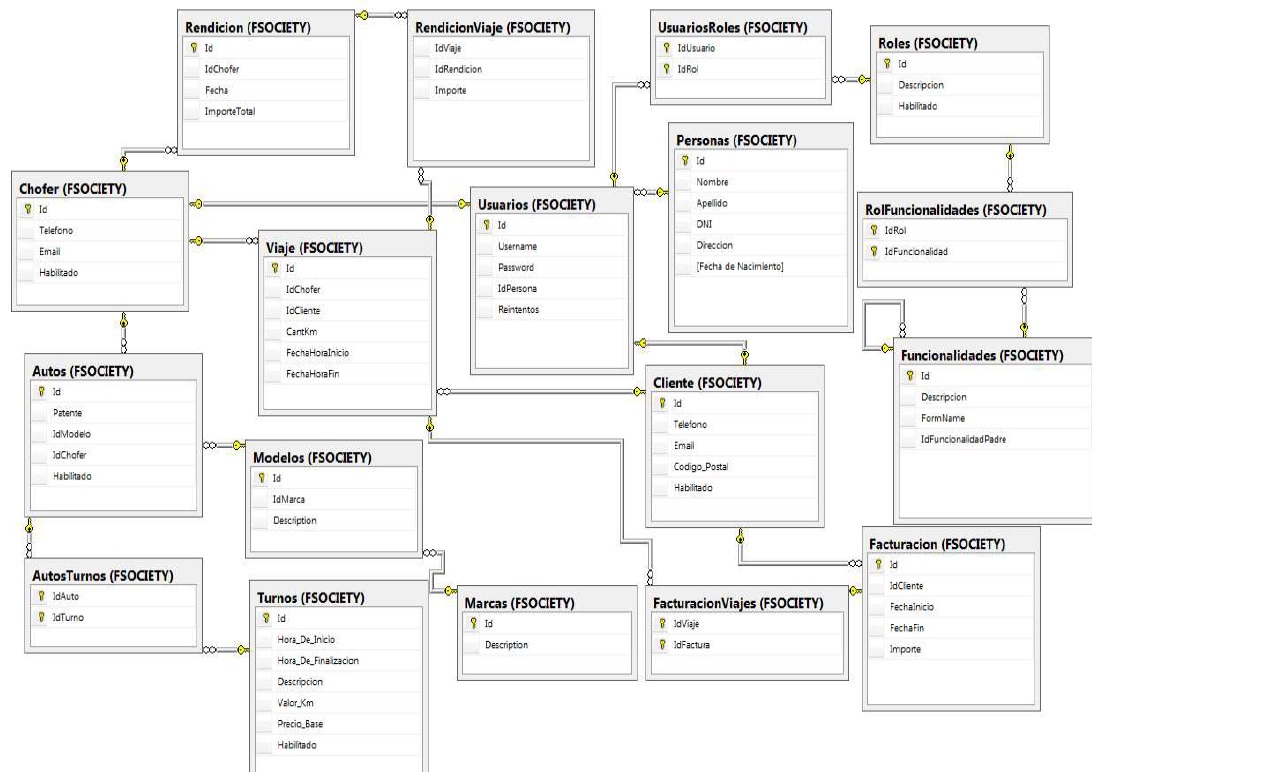 Rendicion (FSOCIETY)
Id
IdChofer
Fecha
ImporteTotal
RendicionViaje (FSOCIETY)
IdViaje
IdRendicion
Importe
UsuariosRoles (FSOCIETY)
IdUsuario
IdRol
Roles (FSOCIETY)
Id
Descripcion
Habilitado
Personas (FSOCIETY)
Id
Nombre
Apellido
DNI
Direccion
[Fecha de Nacimiento]
Chofer (FSOCIETY)
Id
Telefono
Email
Habilitado
Viaje (FSOCIETY)
Id
IdChofer
IdCliente
CantKm
FechaHoraInicio
FechaHoraFin
Usuarios (FSOCIETY)
Id
Username
Password
IdPersona
Reintentos
RolFuncionalidades (FSOCIETY)
IdRol
IdFuncionalidad
Funcionalidades (FSOCIETY)
Id
Descripcion
FormName
IdFuncionalidadPadre
Autos (FSOCIETY)
Id
Patente
IdModelo
IdChofer
Habilitado
Cliente (FSOCIETY)
Id
Telefono
Email
Codigo_Postal
Habilitado
Modelos (FSOCIETY)
Id
IdMarca
Description
AutosTurnos (FSOCIETY)
IdAuto
IdTurno
Turnos (FSOCIETY)
Id
Hora_De_Inicio
Hora_De_Finalizacion
Descripcion
Valor_Km
Precio_Base
Habilitado
Marcas (FSOCIETY)
Id
Description
FacturacionViajes (FSOCIETY)
IdViaje
IdFactura
Facturacion (FSOCIETY)
Id
IdCliente
FechaInicio
FechaFin
Importe